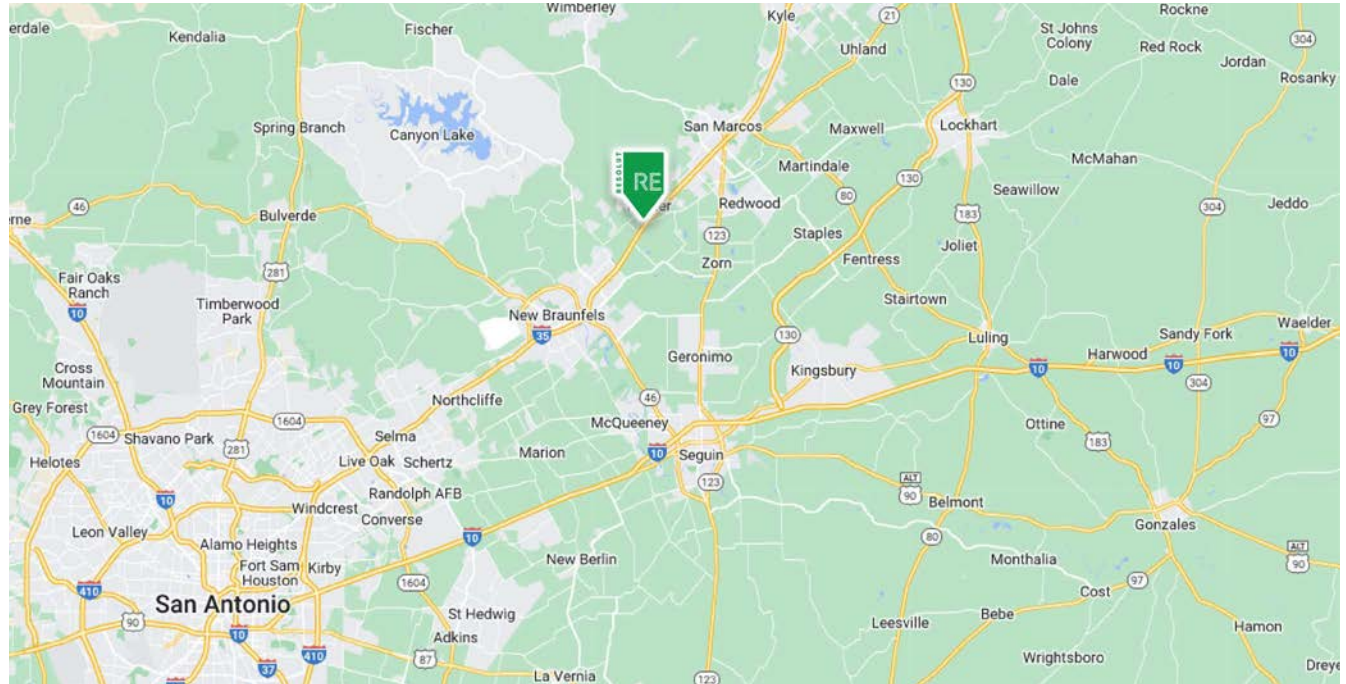 Wimberley
Kyle
Rockne
erdale
Kendalia
Fischer
21
Uhland
St Johns
Colony
Red Rock
304
Jordan
Rosanky
Dale
130
Spring Branch
Canyon Lake
San Marcos
Maxwell
Lockhart
RESOLUT
RE
Martindale
McMahan
130
Seawillow
80
46
Redwood
304
Jeddo
erne
Bulverde
er
183
123
Staples
Joliet
Zorn
Fentress
281
Fair Oaks
Ranch
Timberwood
Park
Stairtown
10
New Braunfels
35
130
Luling
Sandy Fork
Waelder
Geronimo
Harwood
10
Cross
Mountain
Kingsbury
10
10
304
Grey Forest
Northcliffe
46
97
1604
McQueeney
1604
Shavano Park
281
Selma
Ottine
183
Helotes
Live Oak
Schertz
Marion
10
Seguin
10
Randolph AFB
123
ALT
90
Belmont
Windcrest
Converse
Gonzales
Leon Valley
Alamo Heights
10
80
ALT
90
Fort Sam
Houston
Kirby
New Berlin
Monthalia
410
1604
97
Cost
San Antonio
St Hedwig
Bebe
90
10
Leesville
Hamon
Adkins
410
87
Wrightsboro
37
Dreye
La Vernia
123